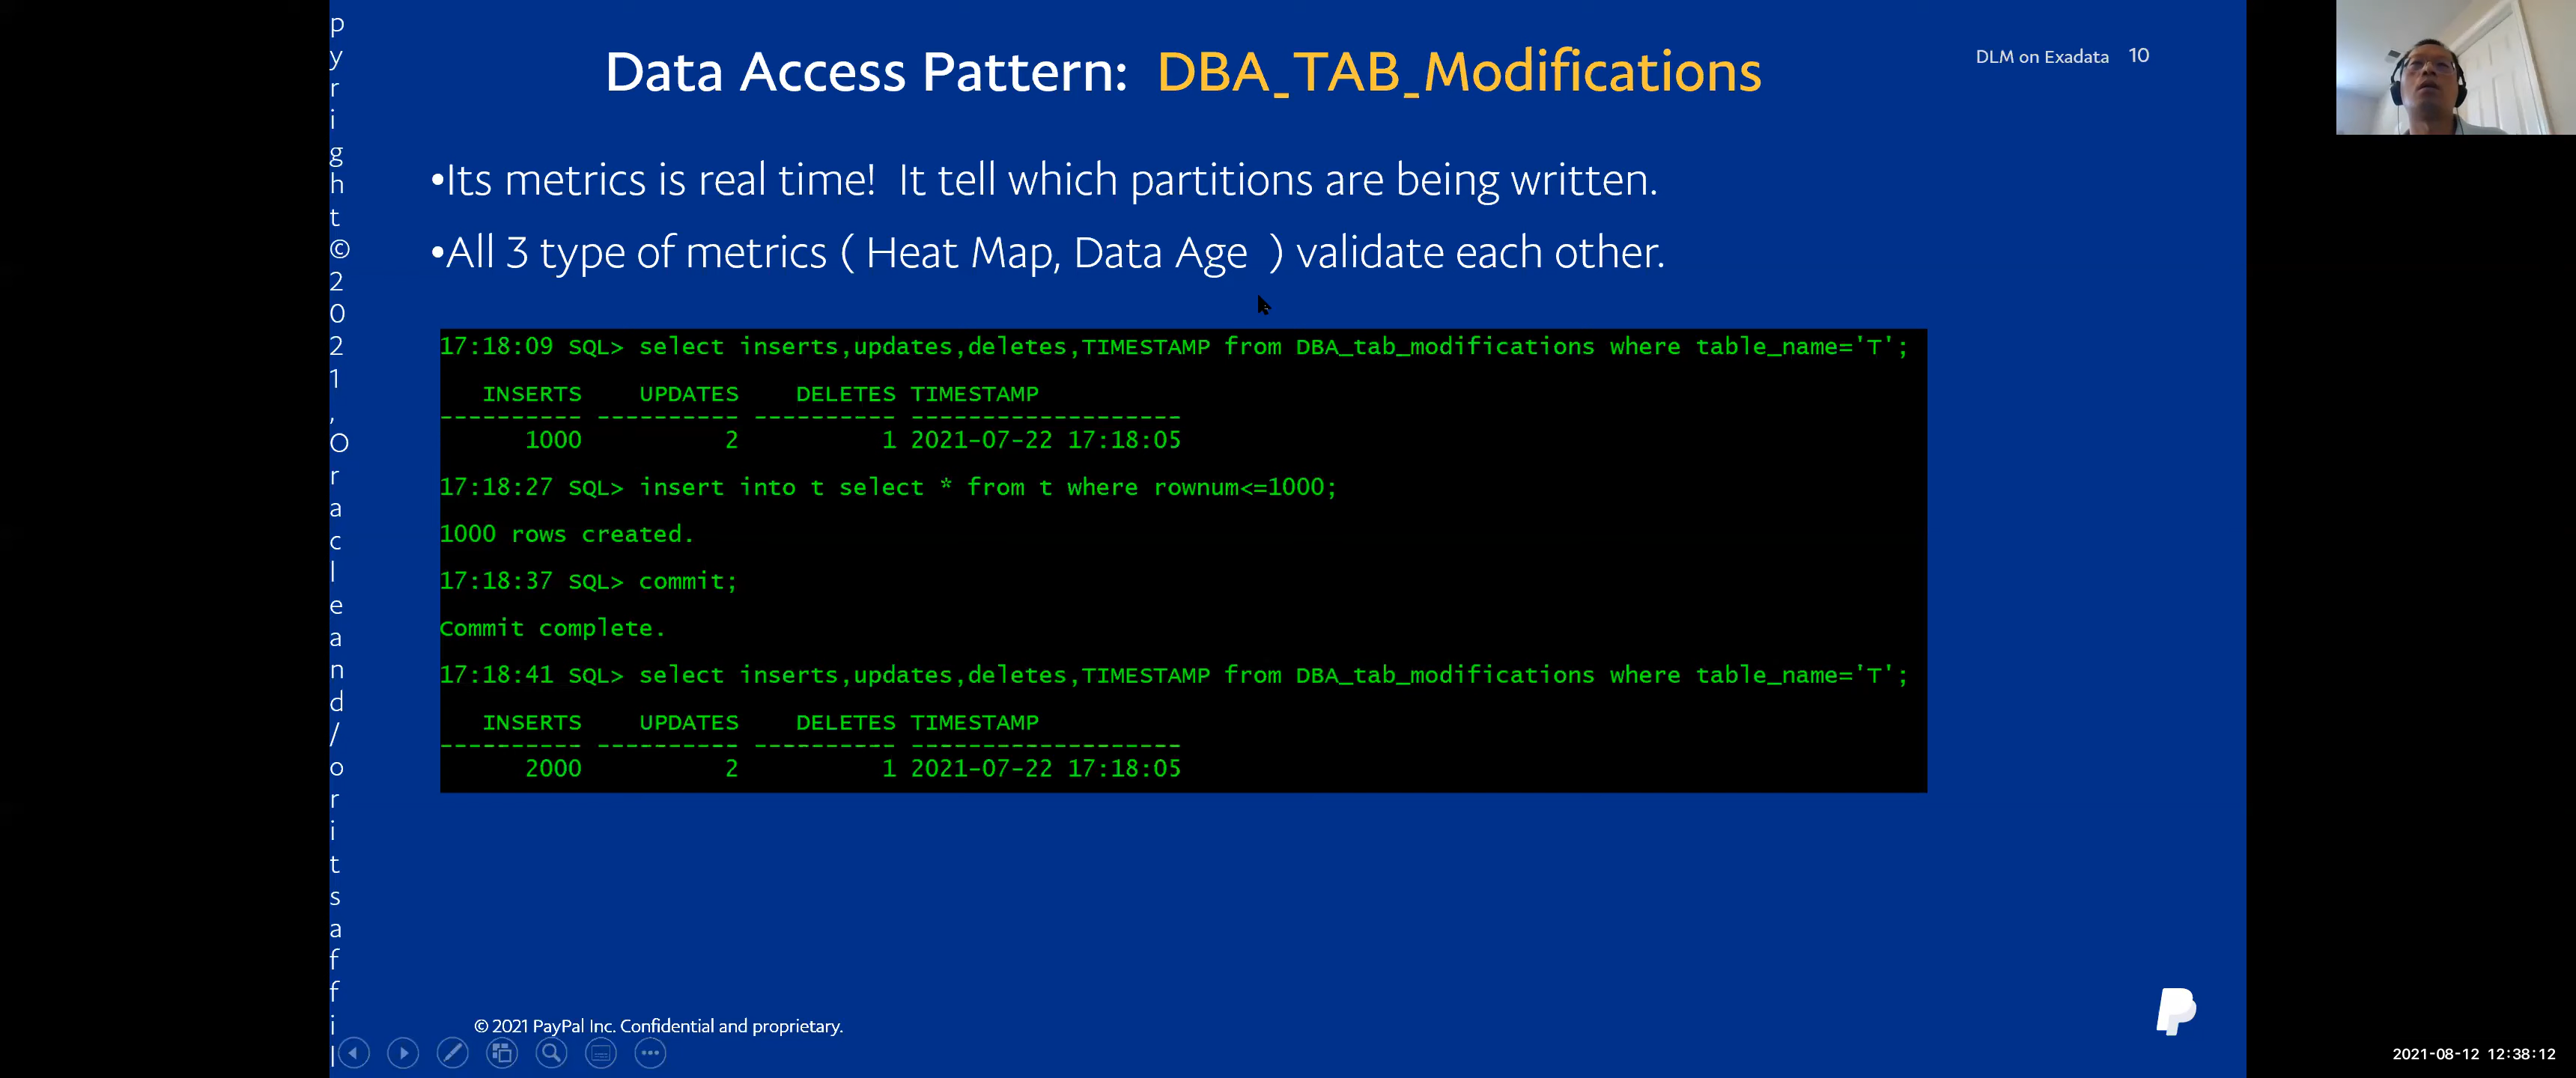 Data Access Pattern: DBA_TAB_Modifications
DLM on Exadata 10
•Its metrics is real time! It tell which partitions are being written.
•All 3 type of metrics ( Heat Map, Data Age ) validate each other.
17:18:09 SQL> select inserts,updates,deletes,TIMESTAMP from DBA_tab_modifications where table_name='T';
INSERTS UPDATES DELETES TIMESTAMP
---------- ---------- ---------- -------------------
1000 2 1 2021-07-22 17:18:05
17:18:27 SQL> insert into t select * from t where rownum<=1000;
1000 rows created.
17:18:37 SQL> commit;
Commit complete.
17:18:41 SQL> select inserts,updates,deletes,TIMESTAMP from DBA_tab_modifications where table_name='T';
INSERTS UPDATES DELETES TIMESTAMP
---------- ---------- ---------- -------------------
2000 2 1 2021-07-22 17:18:05
© 2021 PayPal Inc. Confidential and proprietary.
pyright©2021,Oracleand/oritsaffil
2021-08-12 12:38:12